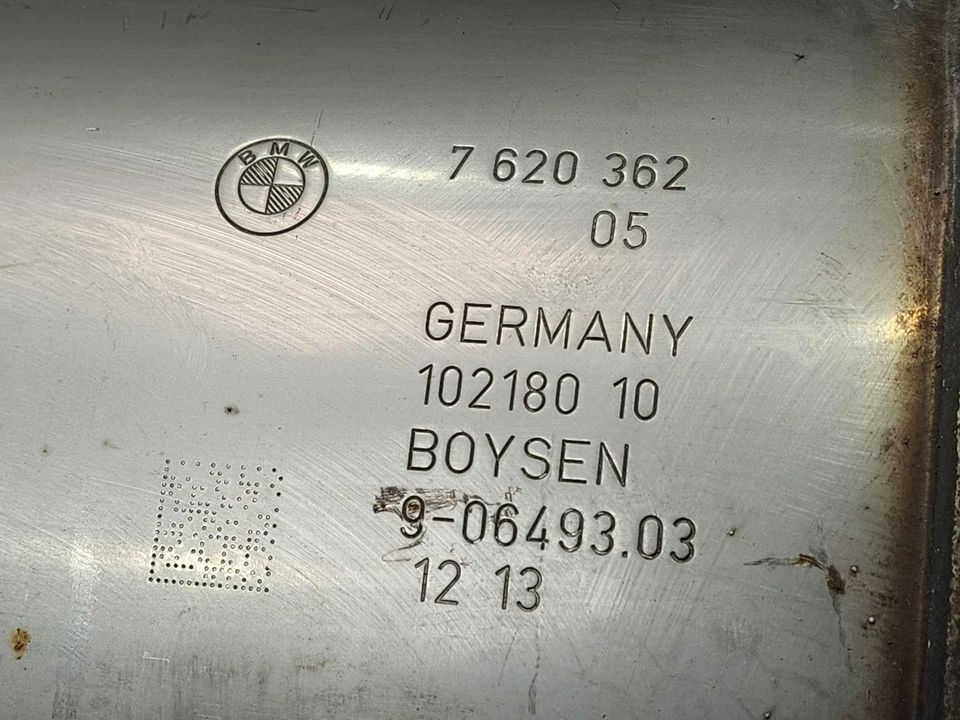 BMW
7 620 362
05
GERMANY
102180 10
BOYSEN
9-06493.03
12 13